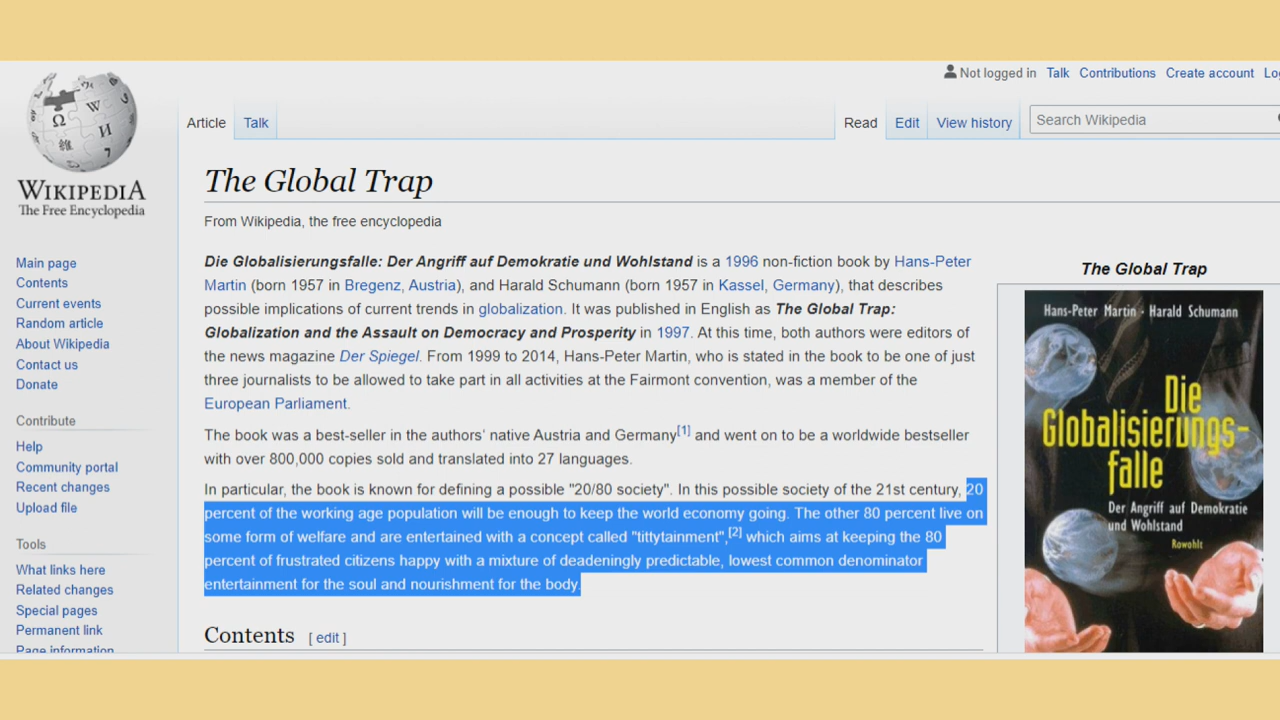 Not logged in Talk Contributions Create account
Article Talk Read Edit View history Search Wikipedia
WIKIPEDIA
The Free Encyclopedia
Main page
Contents
Current events
Random article
About Wikipedia
Contact us
Donate
Contribute
Help
Community portal
Recent changes
Upload file
Tools
What links here
Related changes
Special pages
Permanent link
Page information
The Global Trap
From Wikipedia, the free encyclopedia
Die Globalisierungsfalle: Der Angriff auf Demokratie und Wohlstand is a 1996 non-fiction book by Hans-Peter
Martin (born 1957 in Bregenz, Austria), and Harald Schumann (born 1957 in Kassel, Germany), that describes
possible implications of current trends in globalization. It was published in English as The Global Trap:
Globalization and the Assault on Democracy and Prosperity in 1997. At this time, both authors were editors of
the news magazine Der Spiegel. From 1999 to 2014, Hans-Peter Martin, who is stated in the book to be one of just
three journalists to be allowed to take part in all activities at the Fairmont convention, was a member of the
European Parliament.
The book was a best-seller in the authors' native Austria and Germany[1] and went on to be a worldwide bestseller
with over 800,000 copies sold and translated into 27 languages.
In particular, the book is known for defining a possible "20/80 society". In this possible society of the 21st century, 20
percent of the working age population will be enough to keep the world economy going. The other 80 percent live on
some form of welfare and are entertained with a concept called "tittytainment",[2] which aims at keeping the 80
percent of frustrated citizens happy with a mixture of deadeningly predictable, lowest common denominator
entertainment for the soul and nourishment for the body.
Contents [ edit ]
The Global Trap
Hans-Peter Martin · Harald Schumann
Die
Globalisierungs-
falle
Der Angriff auf Demokratie
und Wohlstand
Rowohlt